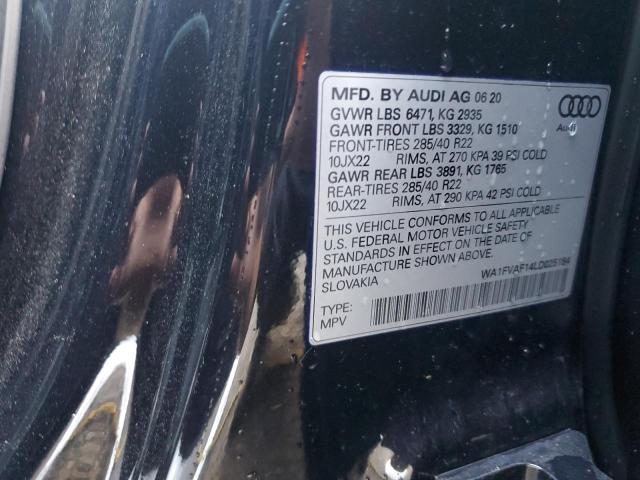 MFD. BY AUDI AG 06 20
GVWR LBS 6471, KG 2935
GAWR FRONT LBS 3329, KG 1510
FRONT-TIRES 285/40 R22
10JX22 RIMS, AT 270 KPA 39 PSI COLD
GAWR REAR LBS 3891, KG 1765
REAR-TIRES 285/40 R22
10JX22 RIMS, AT 290 KPA 42 PSI COLD
Audi
THIS VEHICLE CONFORMS TO ALL APPLICABLE
U.S. FEDERAL MOTOR VEHICLE SAFETY
STANDARDS IN EFFECT ON THE DATE OF
MANUFACTURE SHOWN ABOVE.
SLOVAKIA
WA1FVAF14LD025184
TYPE:
MPV